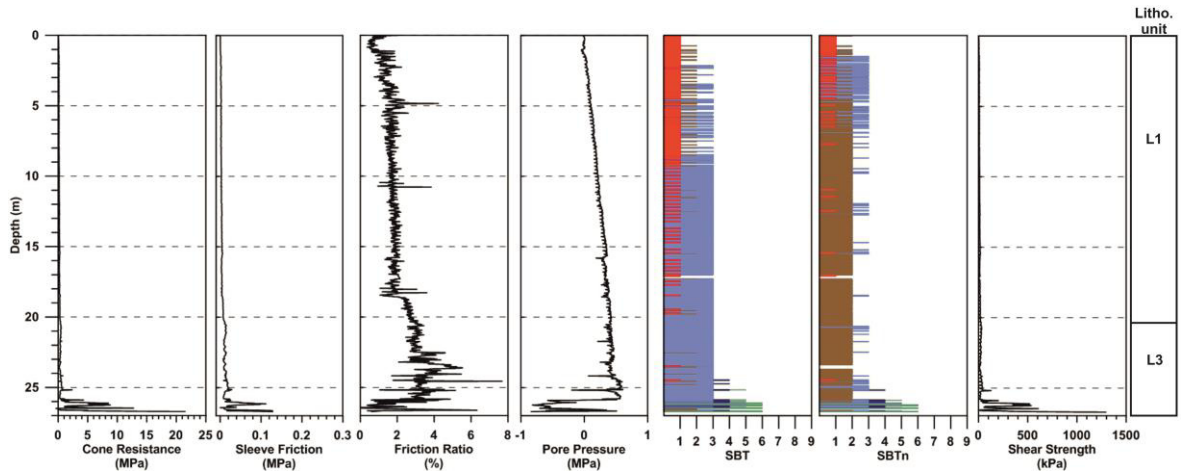 Litho.
unit
0
5
10
15
20
25
Depth (m)
L1
L3
0 5 10 15 20 25
Cone Resistance
(MPa)
0 0.1 0.2 0.3
Sleeve Friction
(MPa)
0 2 4 6 8
Friction Ratio
(%)
-1 0 1
Pore Pressure
(MPa)
1 2 3 4 5 6 7 8 9
SBT
1 2 3 4 5 6 7 8 9
SBTn
0 500 1000 1500
Shear Strength
(kPa)